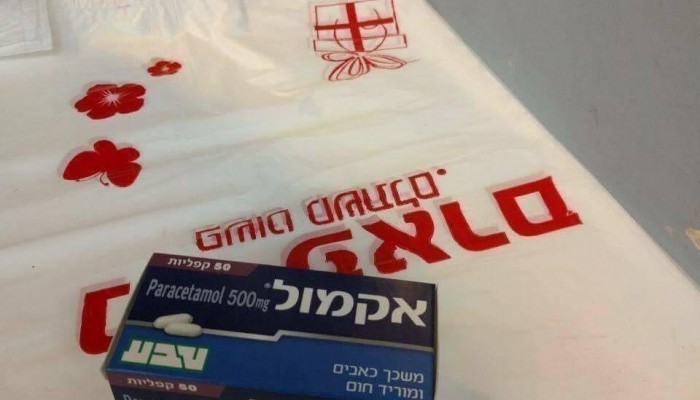 50 קפליות
אקמול®
Paracetamol 500mg
טבע
משכך כאבים
ומוריד חום
50 קפליות